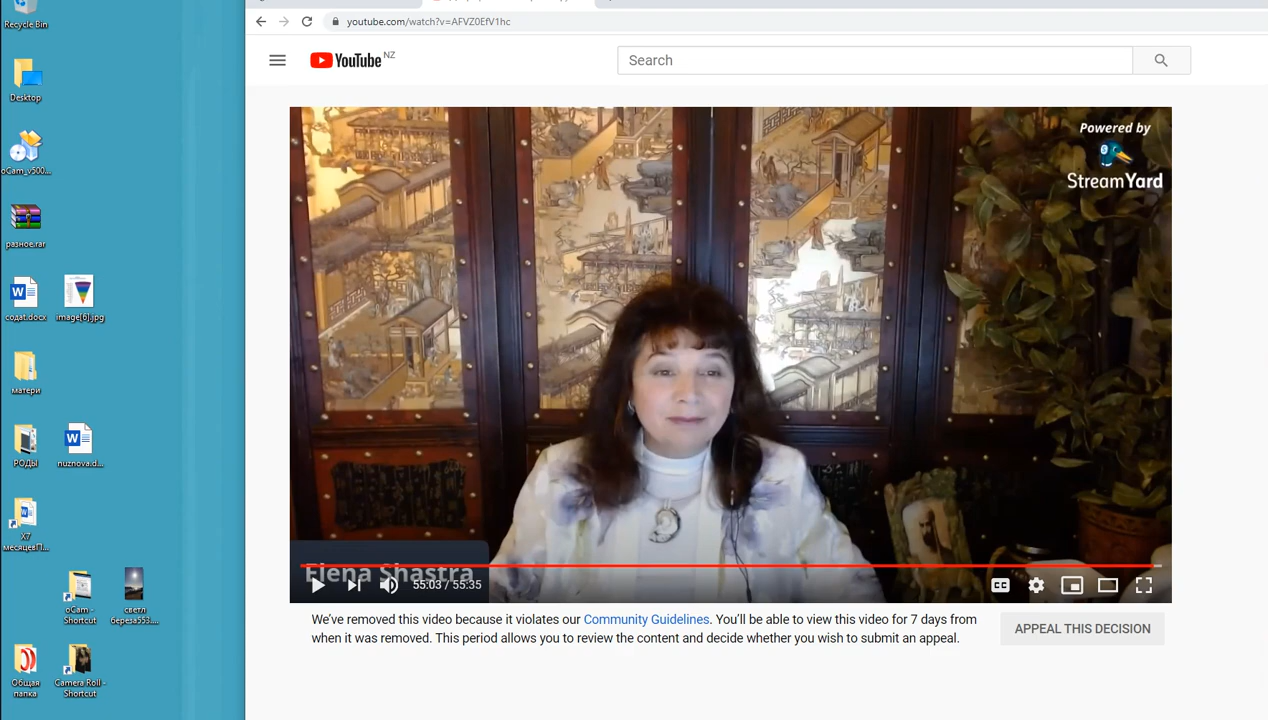 Recycle Bin
Desktop
oCam_v500...
разное.rar
содат.docx
image[6].jpg
матери
РОДЫ
nuznova.d...
X7
месяцевП...
oCam -
Shortcut
светл
береза553....
Общая
папка
Camera Roll -
Shortcut
youtube.com/watch?v=AFVZ0EfV1hc
YouTube NZ
Search
Powered by
StreamYard
Elena Shastra
55:03 / 55:35
CC
We've removed this video because it violates our Community Guidelines. You'll be able to view this video for 7 days from
when it was removed. This period allows you to review the content and decide whether you wish to submit an appeal.
APPEAL THIS DECISION